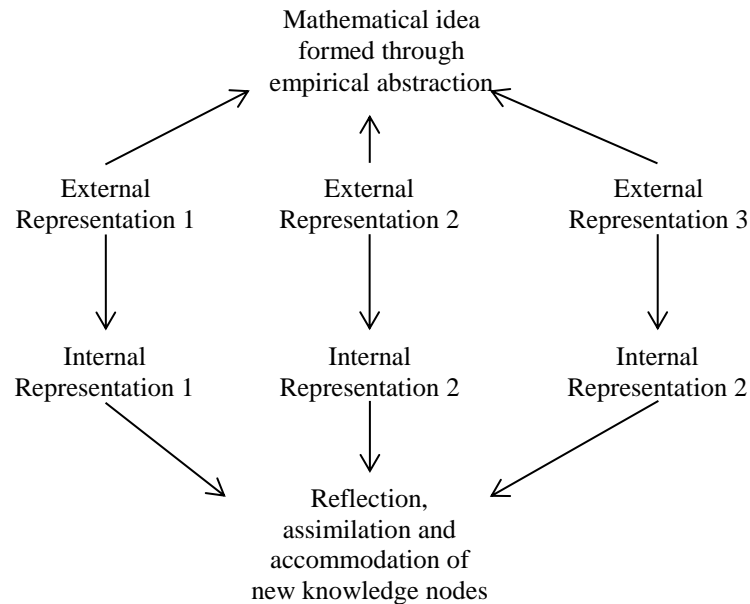 Mathematical idea
formed through
empirical abstraction
External
Representation 1
External
Representation 2
External
Representation 3
Internal
Representation 1
Internal
Representation 2
Internal
Representation 2
Reflection,
assimilation and
accommodation of
new knowledge nodes